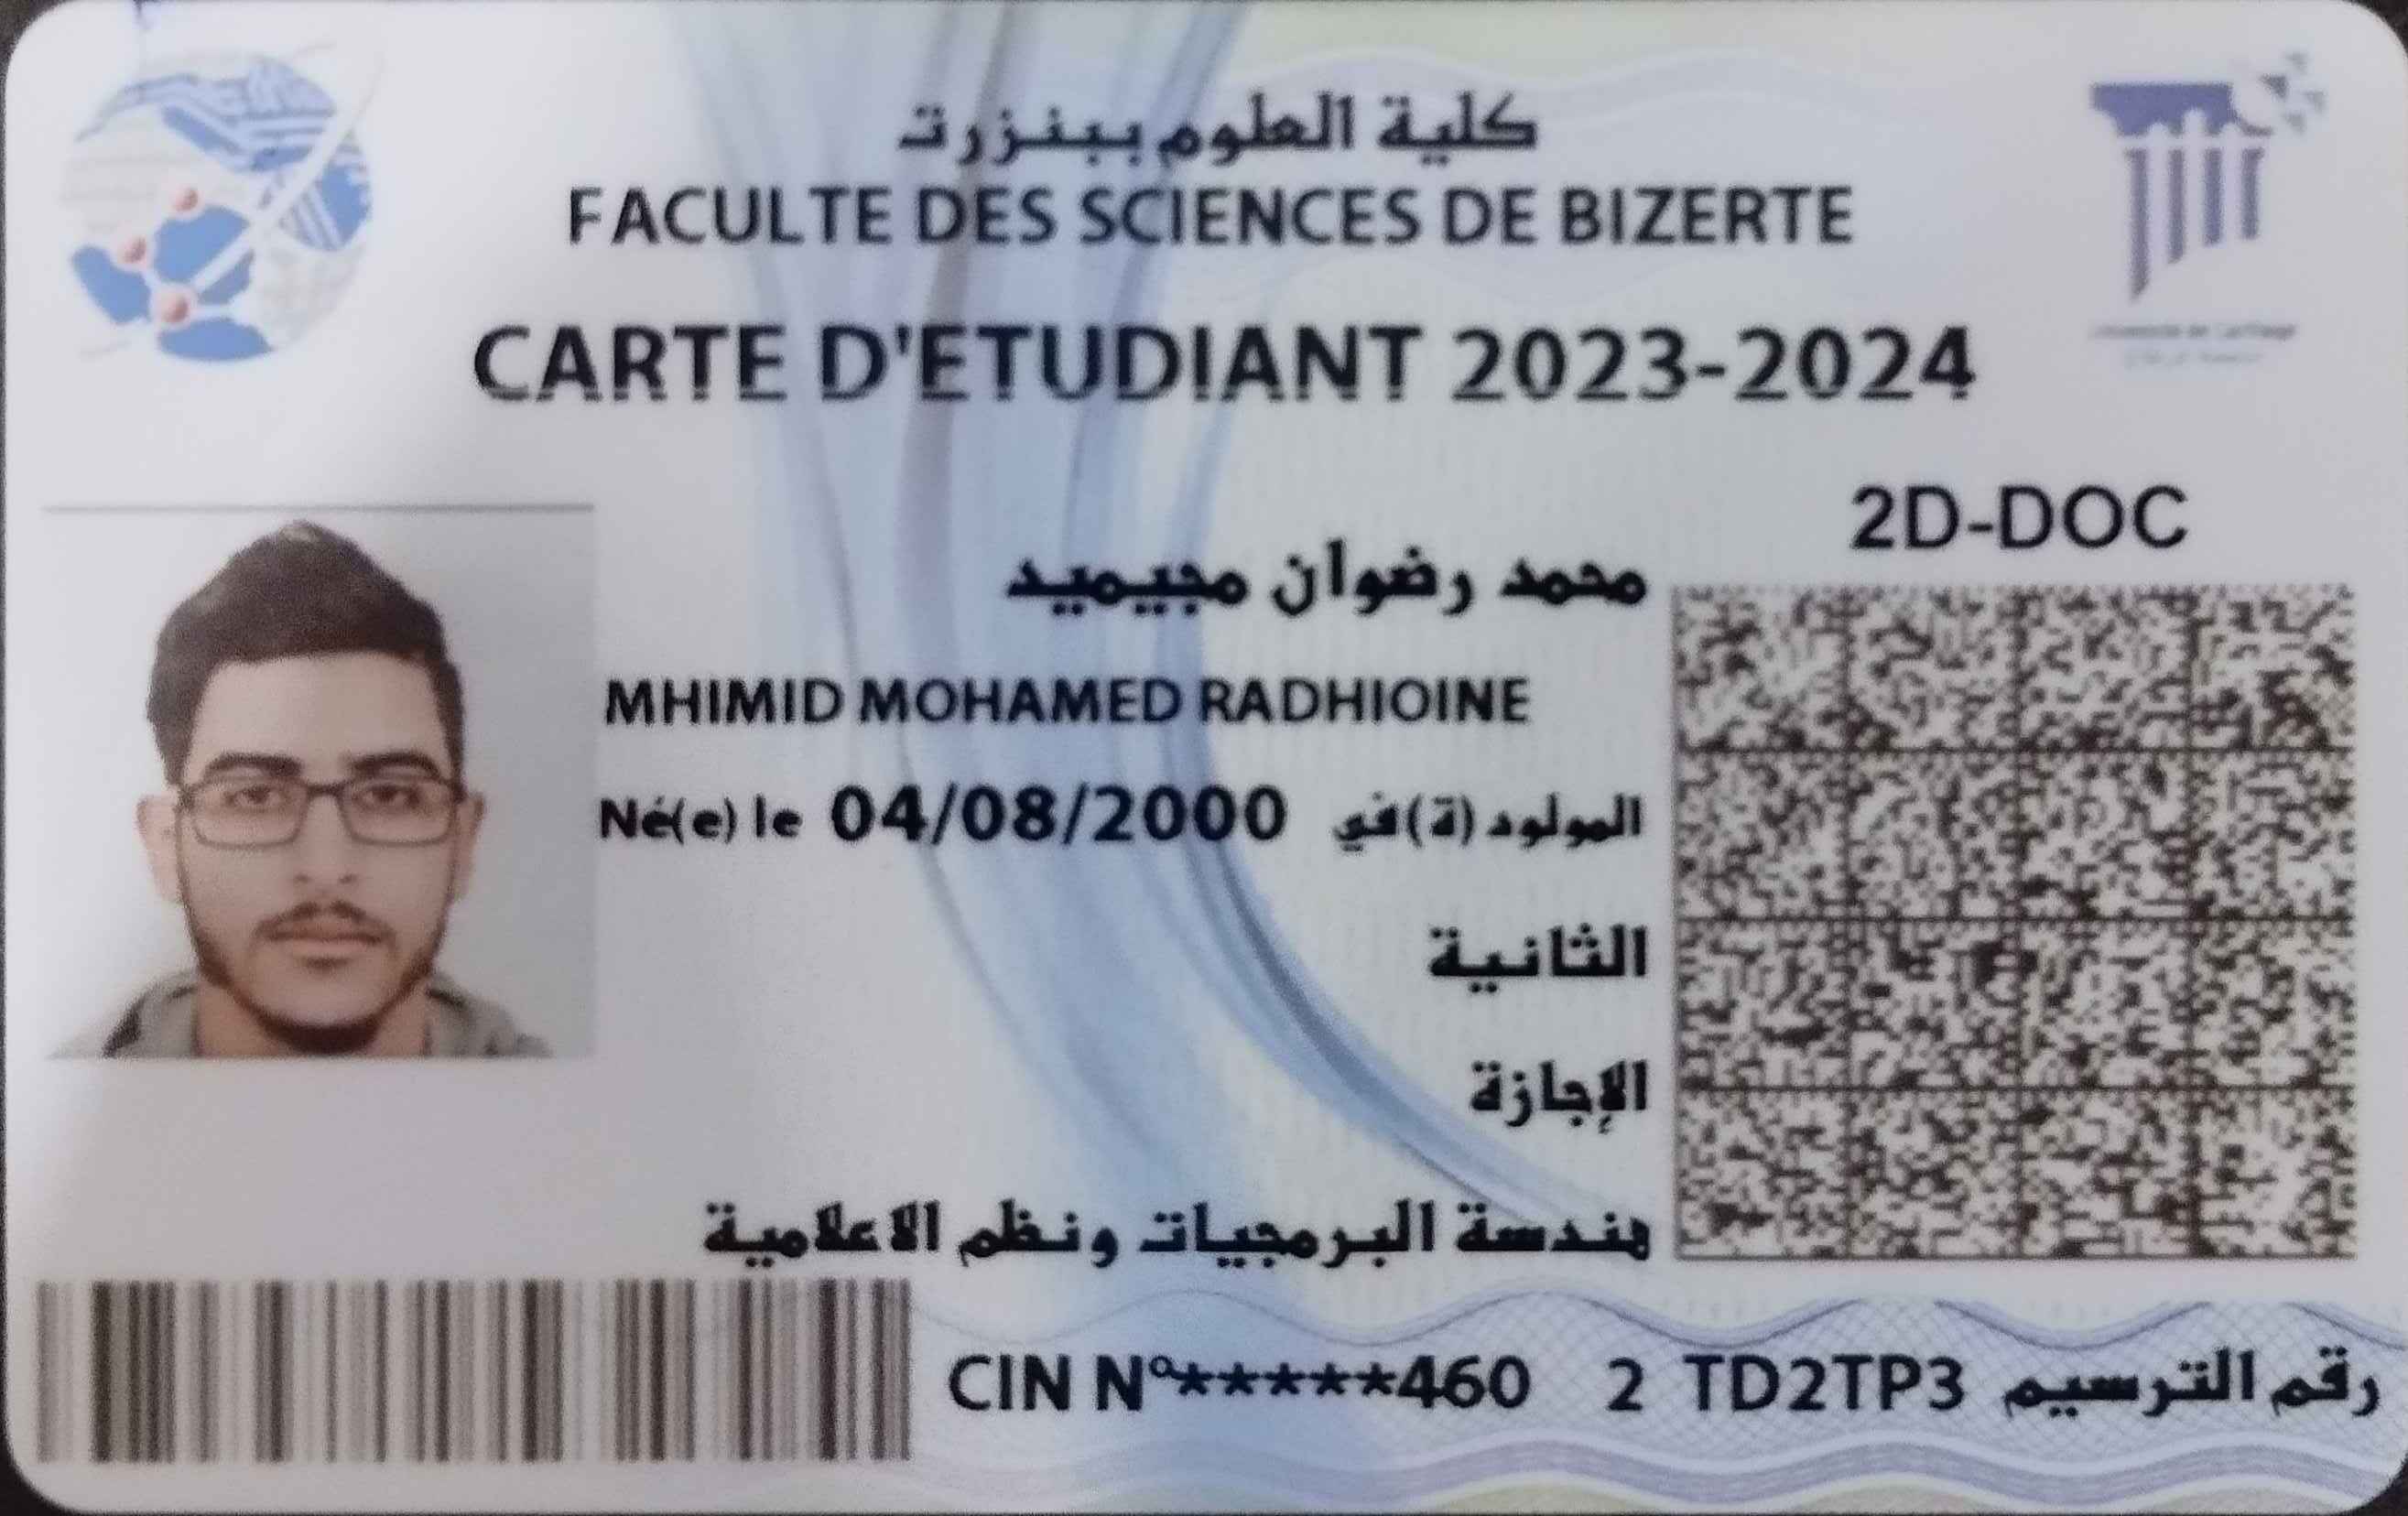 كلية العلوم ببنزرت
FACULTE DES SCIENCES DE BIZERTE
CARTE D'ETUDIANT 2023-2024
2D-DOC
محمد رضوان مجيميد
MHIMID MOHAMED RADHIOINE
Né(e) le 04/08/2000 المولود(ة)في
الثانية
الإجازة
هندسة البرمجيات ونظم الاعلامية
CIN N°*****460 2 TD2TP3 رقم الترسيم